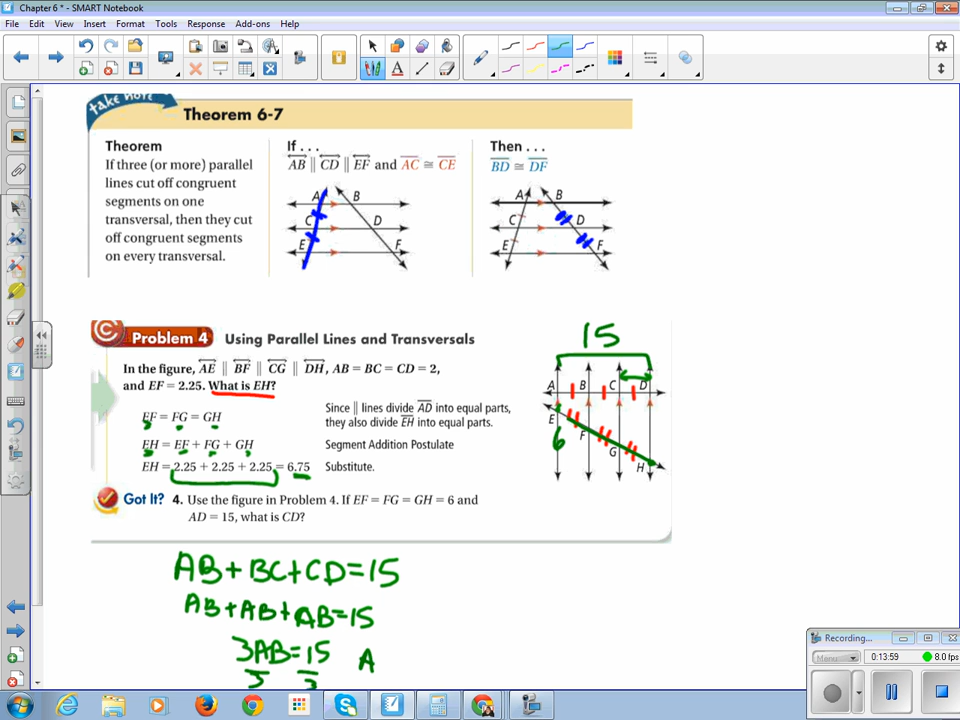 Chapter 6 * - SMART Notebook
File Edit View Insert Format Tools Response Add-ons Help
take note
Theorem 6-7
Theorem
If three (or more) parallel
lines cut off congruent
segments on one
transversal, then they cut
off congruent segments
on every transversal.
If . . .
AB ∥ CD ∥ EF and AC ≅ CE
A B
C D
E F
Then . . .
BD ≅ DF
A B
C D
E F
C Problem 4 Using Parallel Lines and Transversals
In the figure, AE ∥ BF ∥ CG ∥ DH, AB = BC = CD = 2,
and EF = 2.25. What is EH?
EF = FG = GH
Since ∥ lines divide AD into equal parts,
they also divide EH into equal parts.
EH = EF + FG + GH Segment Addition Postulate
EH = 2.25 + 2.25 + 2.25 = 6.75 Substitute.
15
A B C D
E
6 F
G
H
Got It? 4. Use the figure in Problem 4. If EF = FG = GH = 6 and
AD = 15, what is CD?
AB+BC+CD=15
AB+AB+AB=15
3AB=15 A
3 3
Recording...
Menu 0:13:59 8.0 fps